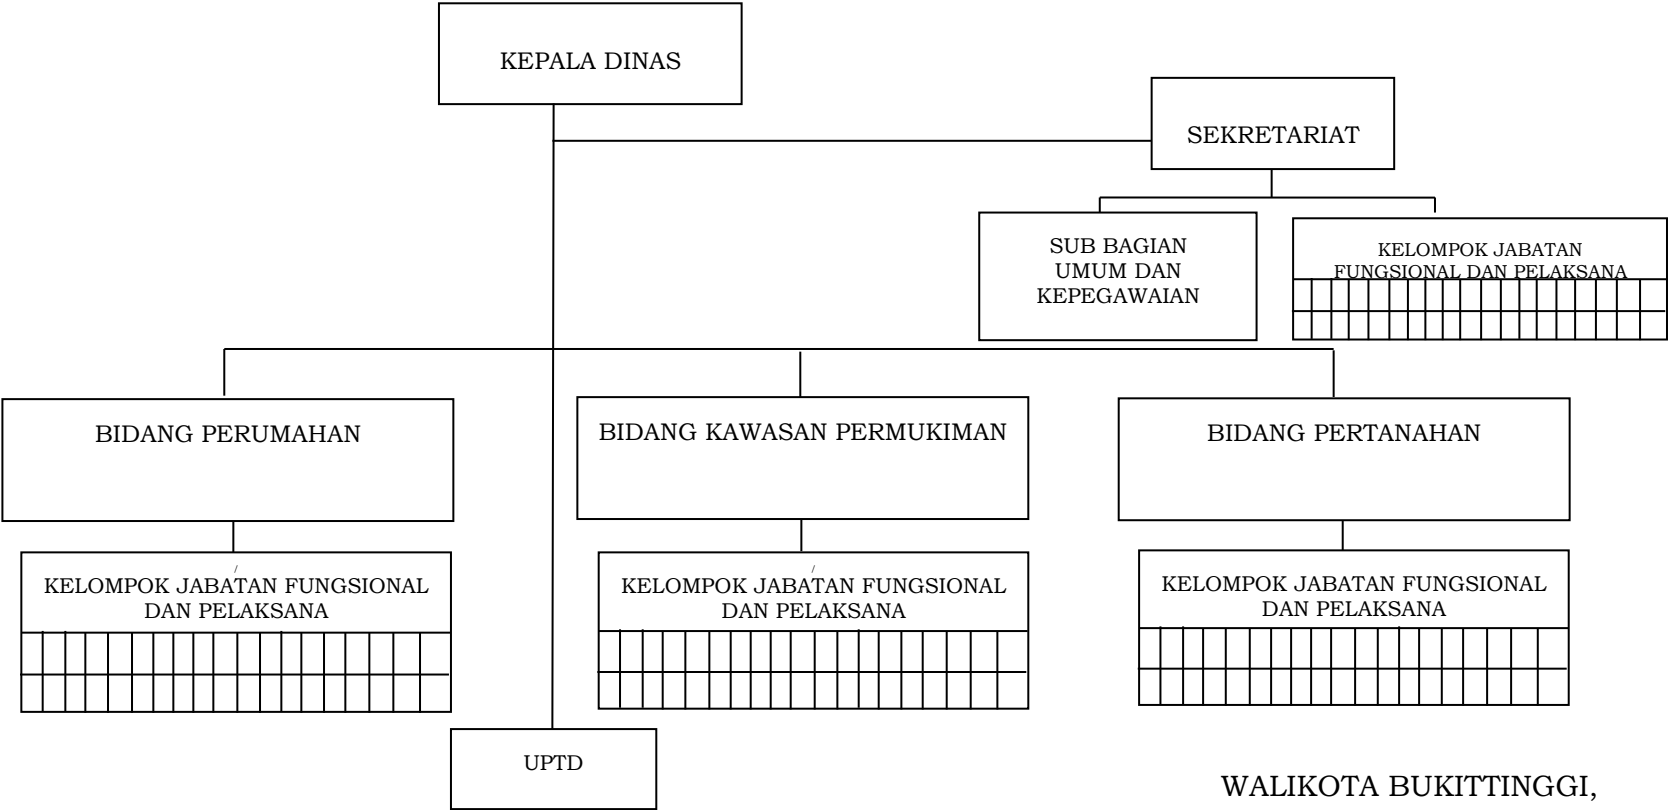 KEPALA DINAS
SEKRETARIAT
SUB BAGIAN
UMUM DAN
KEPEGAWAIAN
KELOMPOK JABATAN
FUNGSIONAL DAN PELAKSANA
BIDANG PERUMAHAN
BIDANG KAWASAN PERMUKIMAN
BIDANG PERTANAHAN
/
KELOMPOK JABATAN FUNGSIONAL
DAN PELAKSANA
/
KELOMPOK JABATAN FUNGSIONAL
DAN PELAKSANA
KELOMPOK JABATAN FUNGSIONAL
DAN PELAKSANA
UPTD
WALIKOTA BUKITTINGGI,